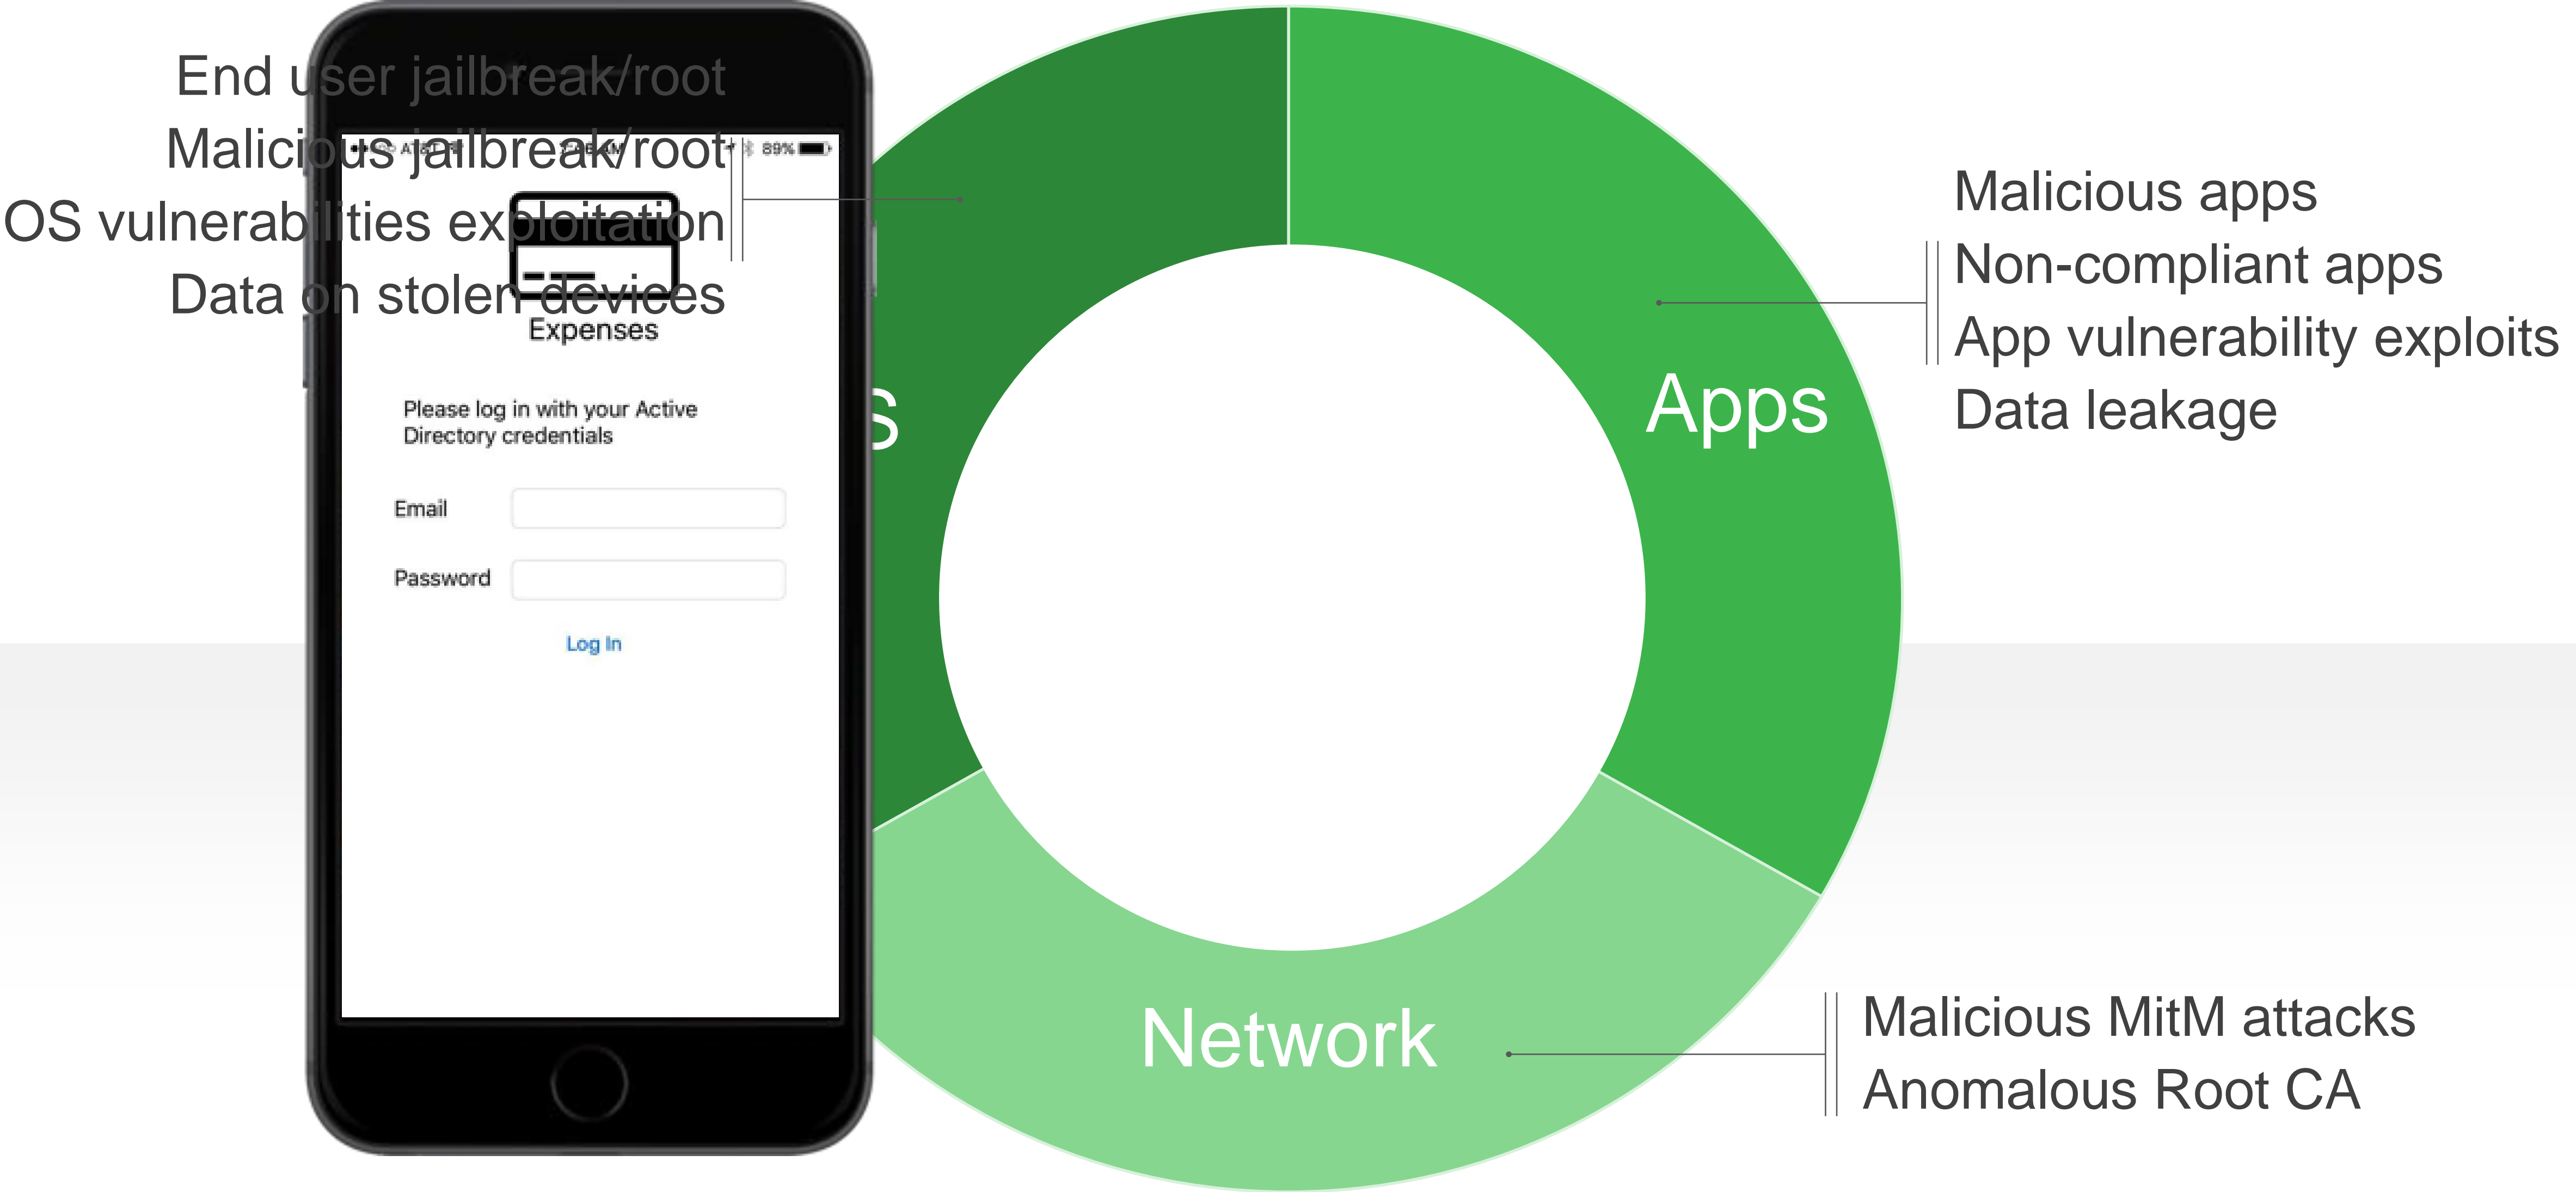 End user jailbreak/root
Malicious jailbreak/root
OS vulnerabilities exploitation
Data on stolen devices
AT&T
89%
Expenses
Please log in with your Active
Directory credentials
Email
Password
Log In
S
Apps
Malicious apps
Non-compliant apps
App vulnerability exploits
Data leakage
Network
Malicious MitM attacks
Anomalous Root CA